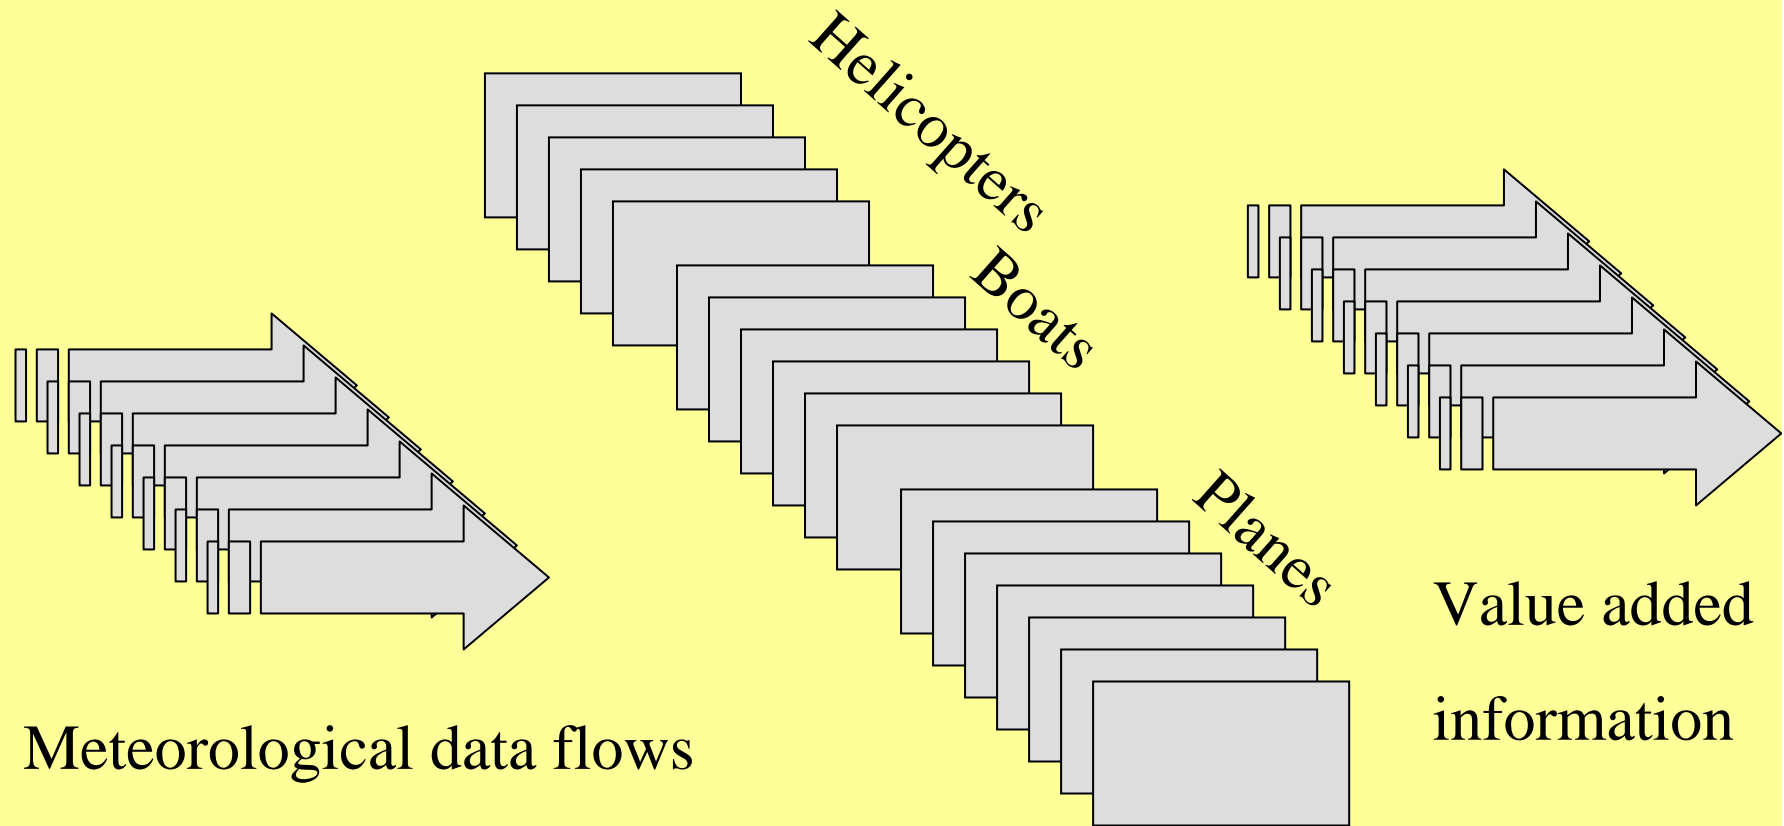 Helicopters
Boats
Planes
Value added
information
Meteorological data flows